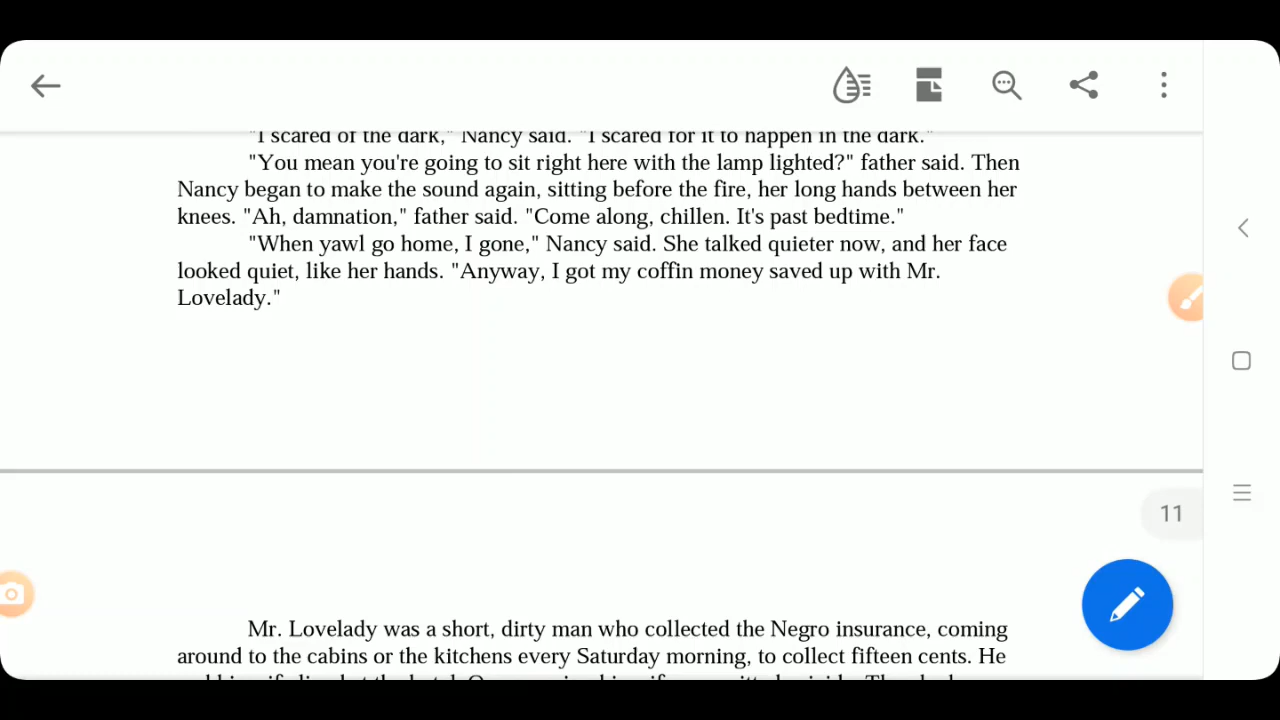 "I scared of the dark," Nancy said. "I scared for it to happen in the dark."
"You mean you're going to sit right here with the lamp lighted?" father said. Then
Nancy began to make the sound again, sitting before the fire, her long hands between her
knees. "Ah, damnation," father said. "Come along, chillen. It's past bedtime."
"When yawl go home, I gone," Nancy said. She talked quieter now, and her face
looked quiet, like her hands. "Anyway, I got my coffin money saved up with Mr.
Lovelady."
11
Mr. Lovelady was a short, dirty man who collected the Negro insurance, coming
around to the cabins or the kitchens every Saturday morning, to collect fifteen cents. He